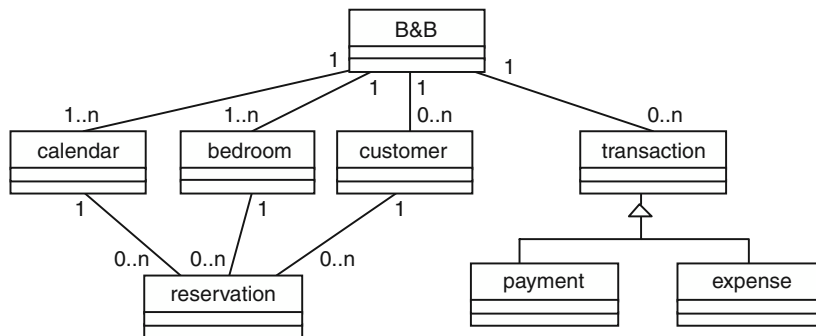 B&B
1 1 1 1
1..n 1..n 0..n 0..n
calendar bedroom customer transaction
1 1 1
0..n 0..n 0..n
reservation payment expense